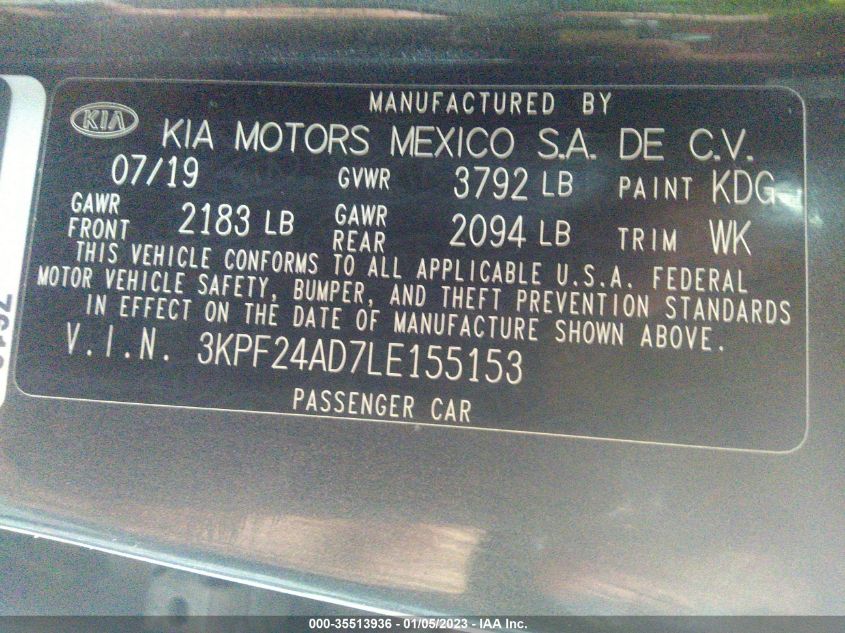 MANUFACTURED BY
KIA KIA MOTORS MEXICO S.A. DE C.V.
07/19 GVWR 3792 LB PAINT KDG
GAWR FRONT 2183 LB GAWR REAR 2094 LB TRIM WK
THIS VEHICLE CONFORMS TO ALL APPLICABLE U.S.A. FEDERAL
MOTOR VEHICLE SAFETY, BUMPER, AND THEFT PREVENTION STANDARDS
IN EFFECT ON THE DATE OF MANUFACTURE SHOWN ABOVE.
V.I.N. 3KPF24AD7LE155153
PASSENGER CAR
000-35513936 - 01/05/2023 - IAA Inc.